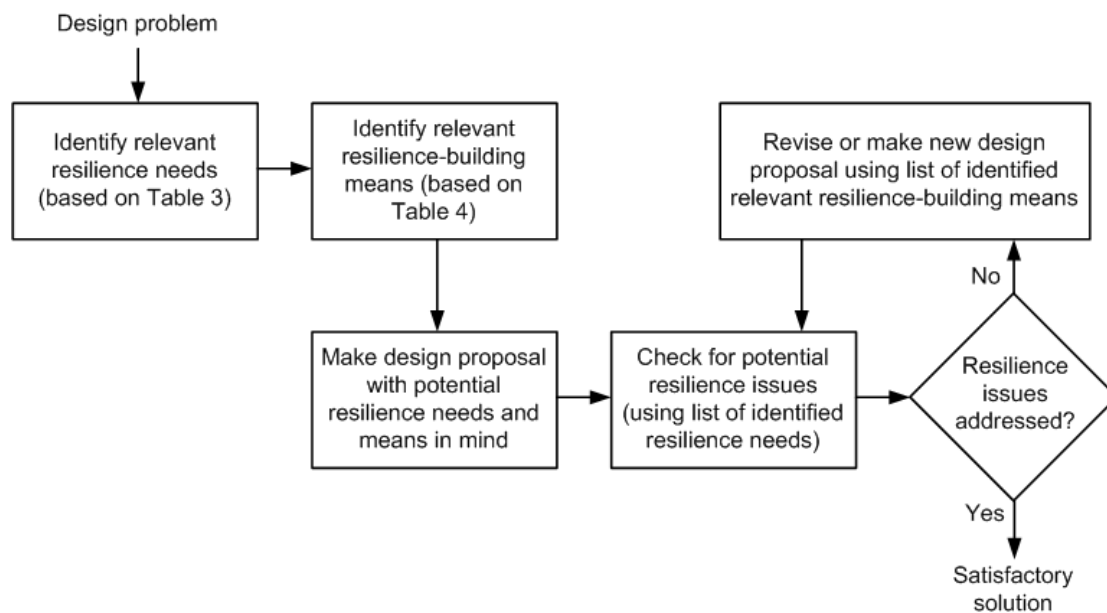 Design problem
Identify relevant
resilience needs
(based on Table 3)
Identify relevant
resilience-building
means (based on
Table 4)
Revise or make new design
proposal using list of identified
relevant resilience-building means
Make design proposal
with potential
resilience needs and
means in mind
Check for potential
resilience issues
(using list of identified
resilience needs)
Resilience
issues
addressed?
No
Yes
Satisfactory
solution